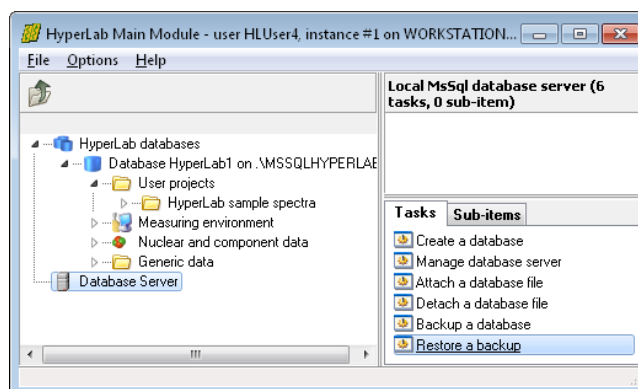 HyperLab Main Module - user HLUser4, instance #1 on WORKSTATION...
File Options Help
HyperLab databases
Database HyperLab1 on .\MSSQLHYPERLAE
User projects
HyperLab sample spectra
Measuring environment
Nuclear and component data
Generic data
Database Server
Local MsSql database server (6
tasks, 0 sub-item)
Tasks Sub-items
Create a database
Manage database server
Attach a database file
Detach a database file
Backup a database
Restore a backup